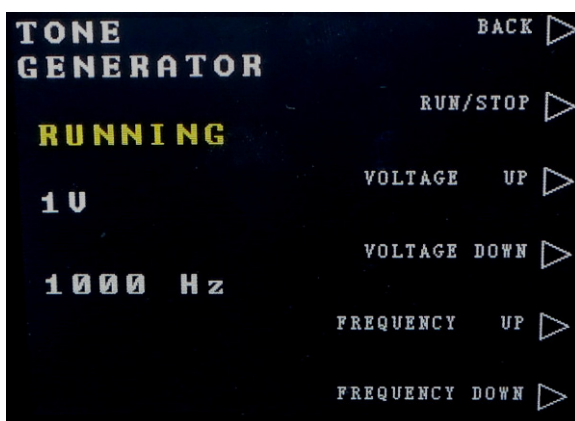 TONE
GENERATOR
RUNNING
1V
1000 Hz
BACK
RUN/STOP
VOLTAGE UP
VOLTAGE DOWN
FREQUENCY UP
FREQUENCY DOWN